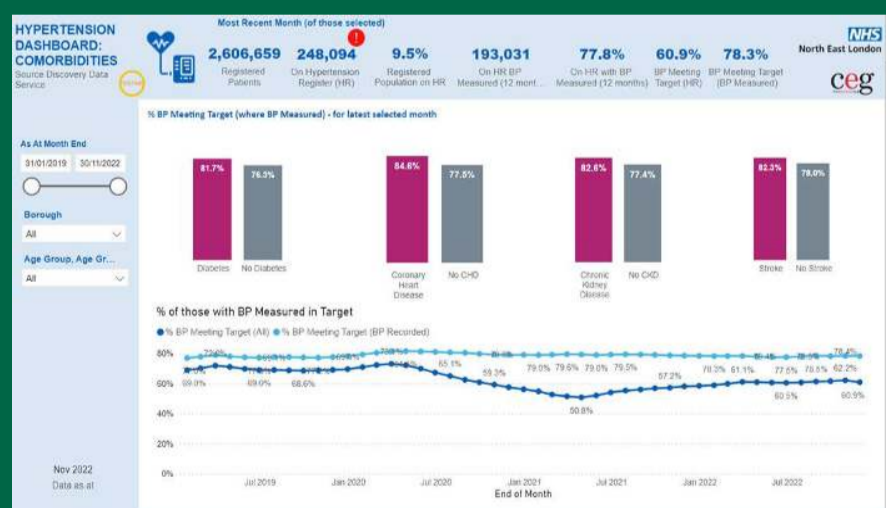 HYPERTENSION
DASHBOARD:
COMORBIDITIES
Source Discovery Data
Service
Most Recent Month (of those selected)
!
2,606,659
Registered
Patients
248,094
On Hypertension
Register (HR)
9.5%
Registered
Population on HR
193,031
On HR BP
Measured (12 mont...
77.8%
On HR with BP
Measured (12 months)
60.9%
BP Meeting
Target (HR)
78.3%
BP Meeting Target
(BP Measured)
NHS
North East London
ceg
As At Month End
31/01/2019 30/11/2022
Borough
All
Age Group, Age Gr...
All
Nov 2022
Data as at
% BP Meeting Target (where BP Measured) - for latest selected month
81.7%
Diabetes
No Diabetes
84.6%
77.5%
Coronary
Heart
Disease
No CHD
82.6%
77.4%
Chronic
Kidney
Disease
No CKD
82.3%
78.0%
Stroke
No Stroke
% of those with BP Measured in Target
% BP Meeting Target (All) % BP Meeting Target (BP Recorded)
80%
60%
40%
20%
0%
69.0% 69.0% 68.6% 65.1% 59.3% 50.8% 57.2% 61.1% 60.5% 62.2% 60.9%
79.0% 79.6% 79.0% 79.5% 78.3% 77.5% 78.5% 78.4%
Jul 2019 Jan 2020 Jul 2020 Jan 2021 Jul 2021 Jan 2022 Jul 2022
End of Month